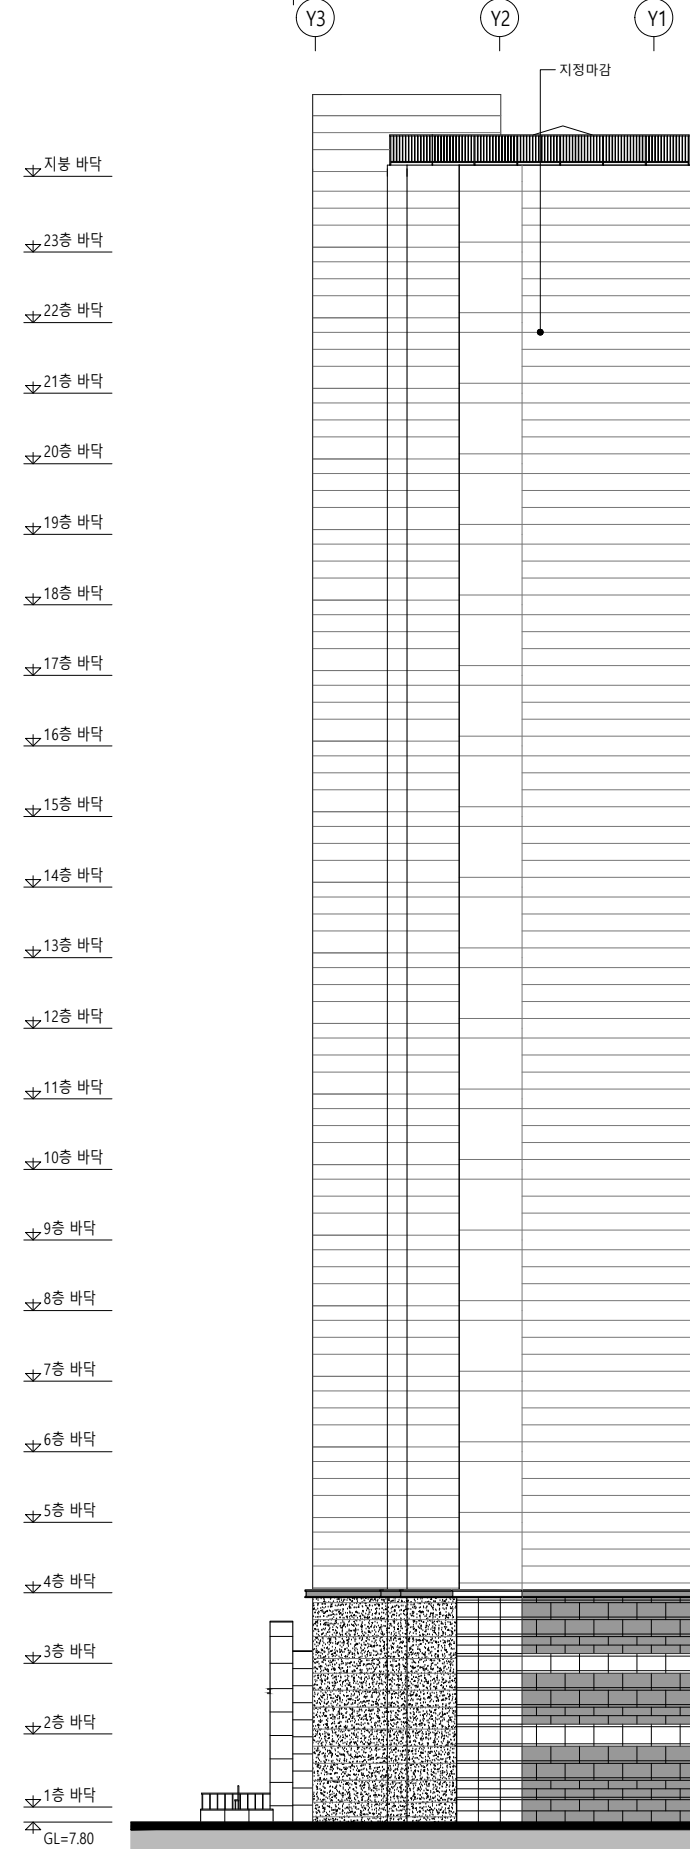 Y3 Y2 Y1
지정마감
지붕 바닥
23층 바닥
22층 바닥
21층 바닥
20층 바닥
19층 바닥
18층 바닥
17층 바닥
16층 바닥
15층 바닥
14층 바닥
13층 바닥
12층 바닥
11층 바닥
10층 바닥
9층 바닥
8층 바닥
7층 바닥
6층 바닥
5층 바닥
4층 바닥
3층 바닥
2층 바닥
1층 바닥
GL=7.80